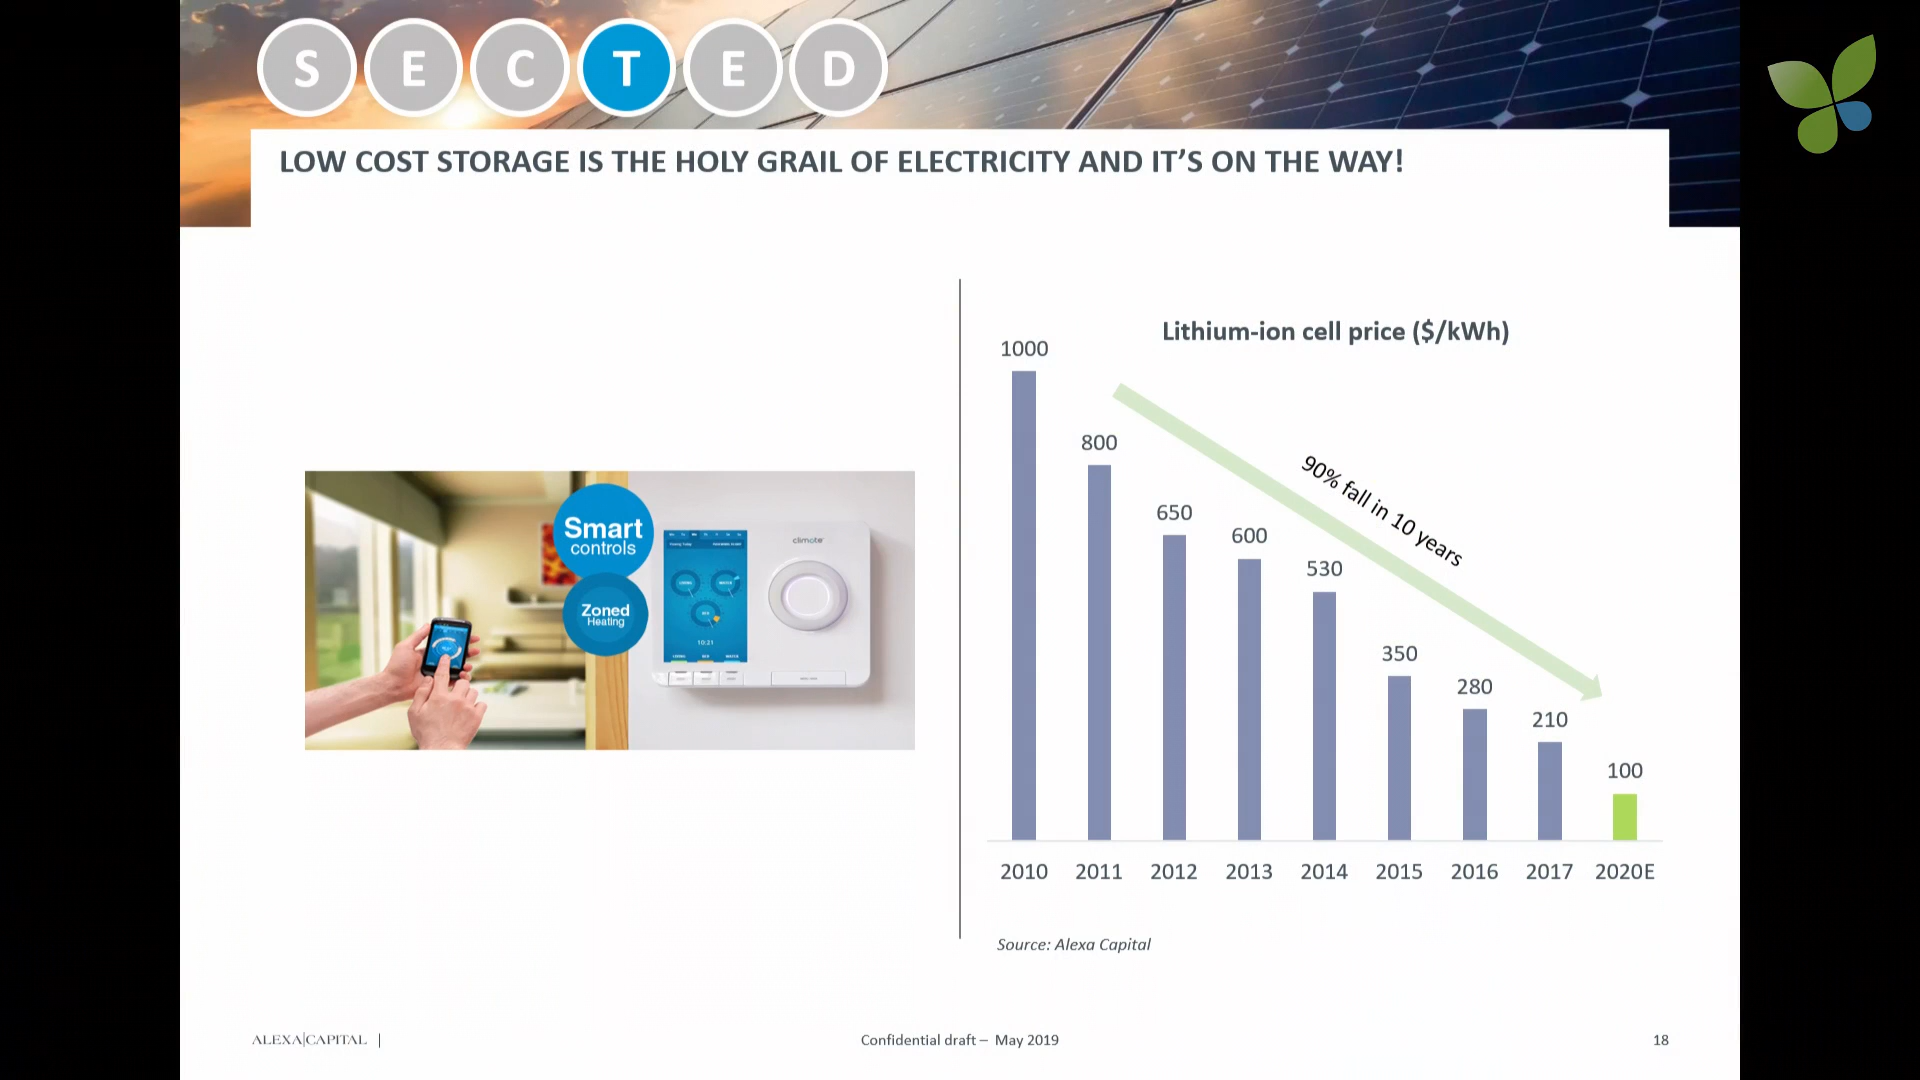 S E C T E D
LOW COST STORAGE IS THE HOLY GRAIL OF ELECTRICITY AND IT'S ON THE WAY!
Smart
controls
Zoned
Heating
climote
10:21
Lithium-ion cell price ($/kWh)
1000
800
650
600
530
350
280
210
100
90% fall in 10 years
2010 2011 2012 2013 2014 2015 2016 2017 2020E
Source: Alexa Capital
ALEXA|CAPITAL |
Confidential draft – May 2019
18